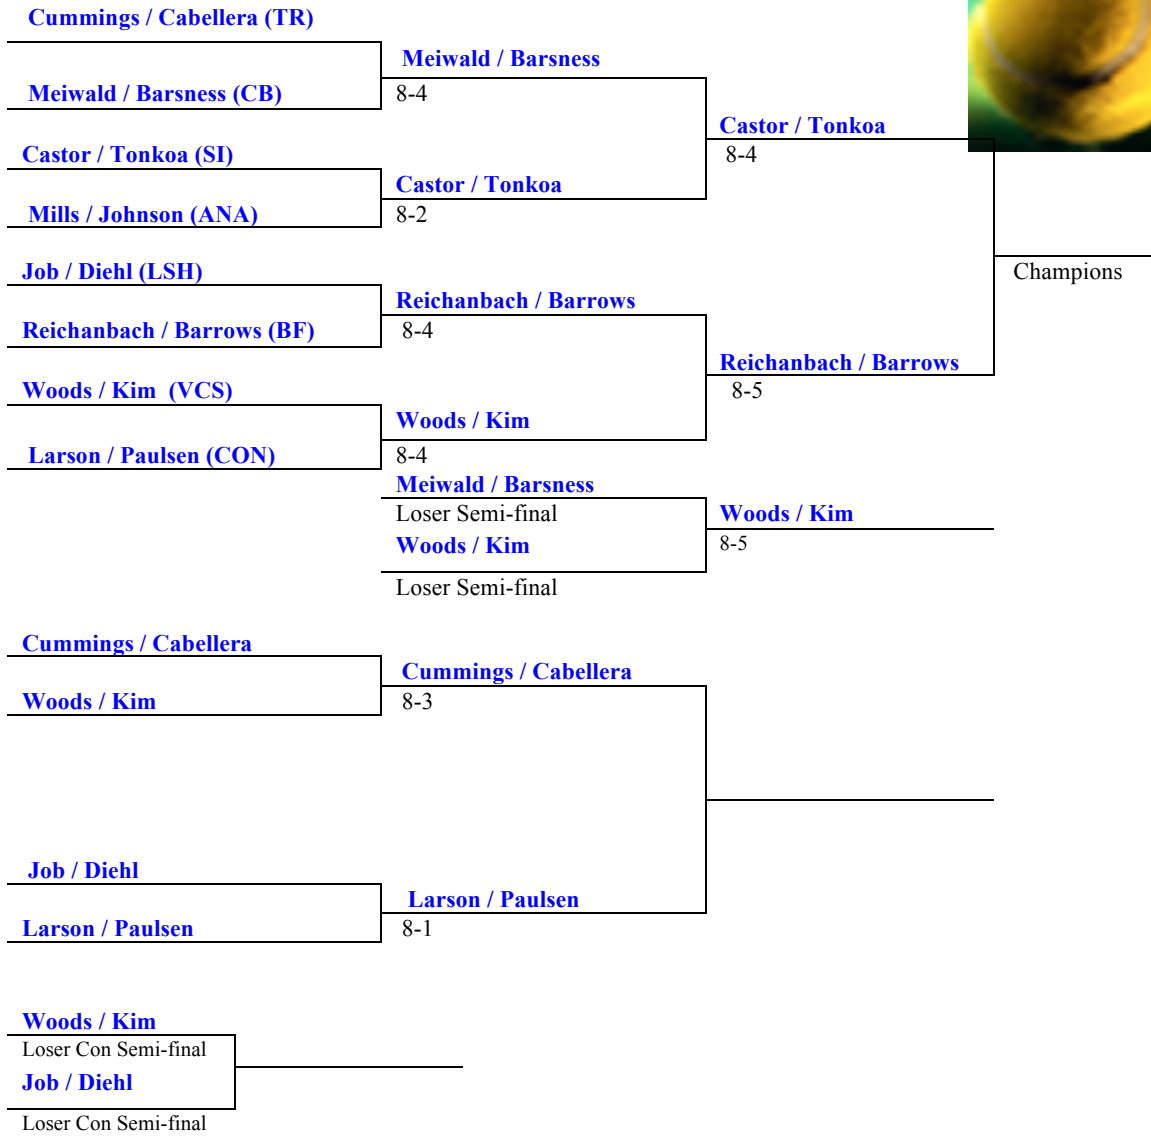 Cummings / Cabellera (TR)
Meiwald / Barsness
Meiwald / Barsness (CB)
8-4
Castor / Tonkoa
Castor / Tonkoa (SI)
8-4
Castor / Tonkoa
Mills / Johnson (ANA)
8-2
Job / Diehl (LSH)
Champions
Reichanbach / Barrows
Reichanbach / Barrows (BF)
8-4
Reichanbach / Barrows
Woods / Kim (VCS)
8-5
Woods / Kim
Larson / Paulsen (CON)
8-4
Meiwald / Barsness
Loser Semi-final
Woods / Kim
Woods / Kim
8-5
Loser Semi-final
Cummings / Cabellera
Cummings / Cabellera
Woods / Kim
8-3
Job / Diehl
Larson / Paulsen
Larson / Paulsen
8-1
Woods / Kim
Loser Con Semi-final
Job / Diehl
Loser Con Semi-final